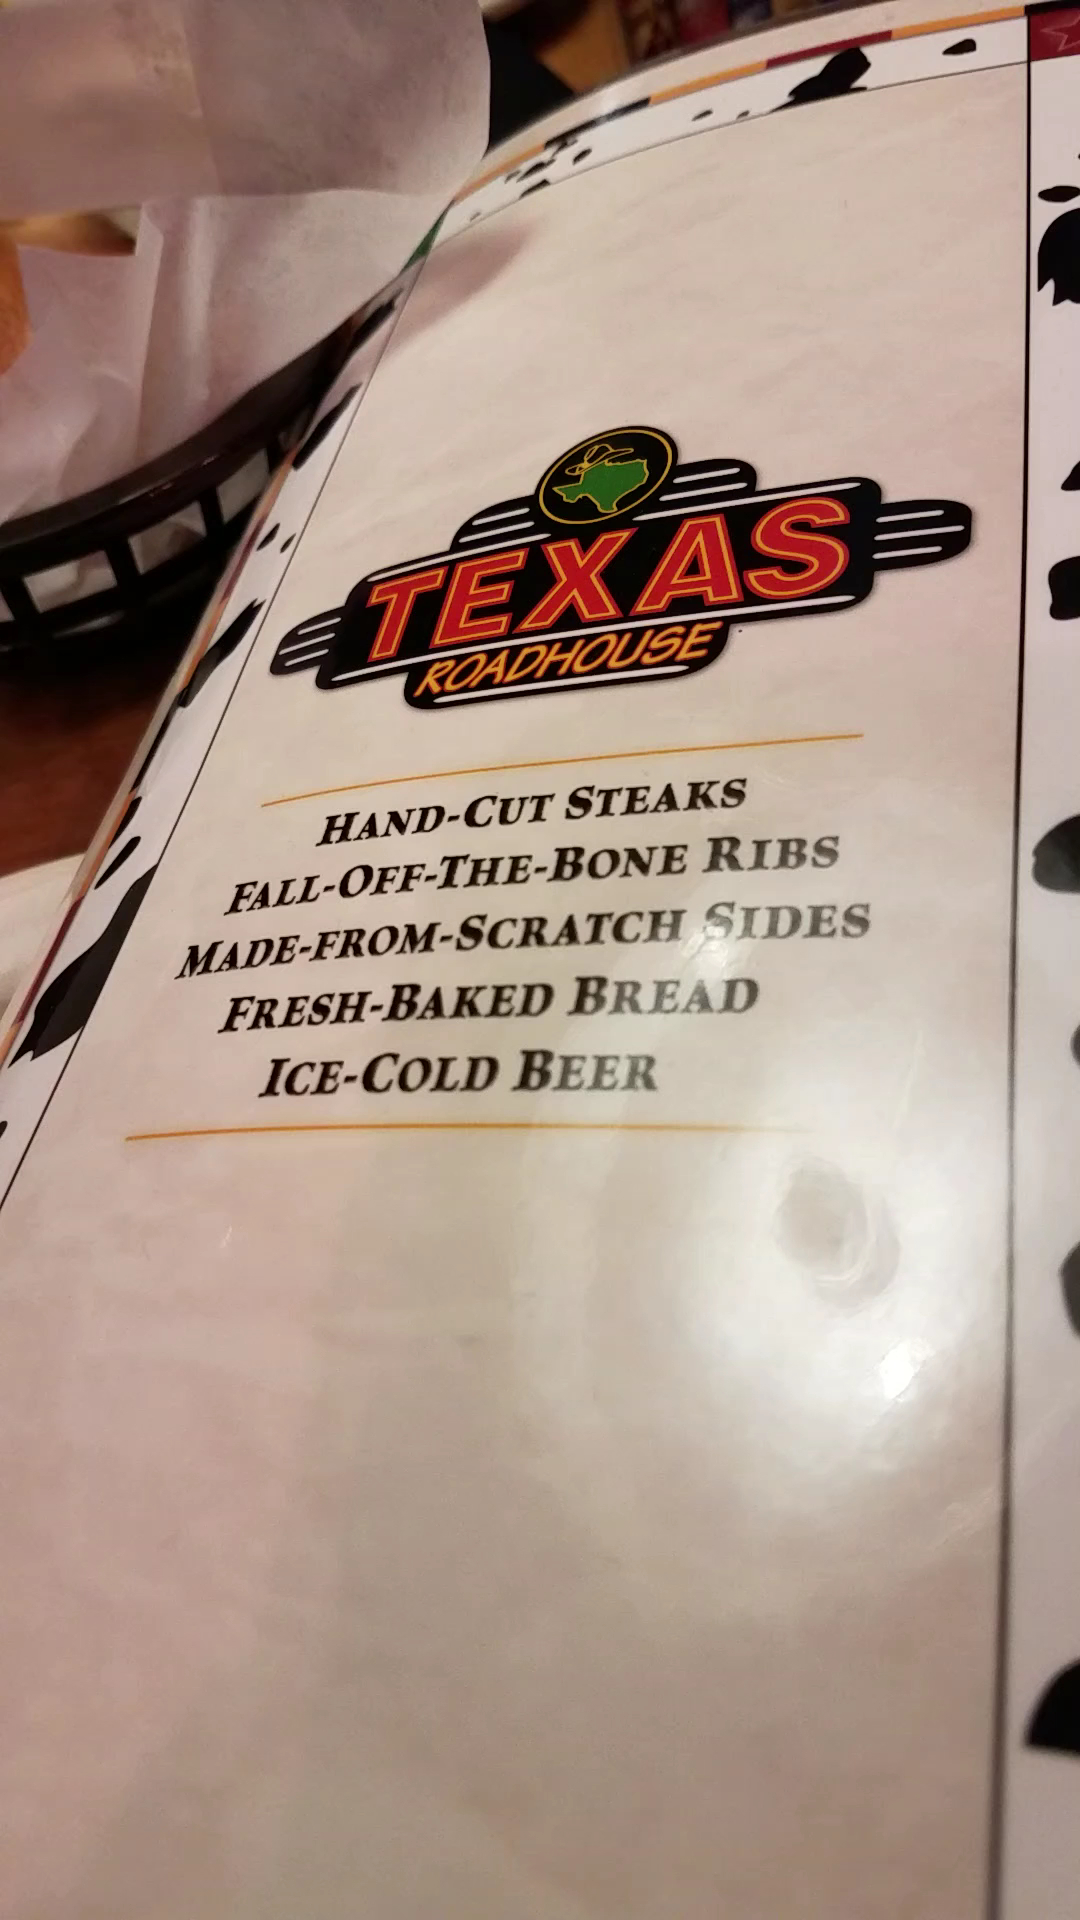 TEXAS
ROADHOUSE
HAND-CUT STEAKS
FALL-OFF-THE-BONE RIBS
MADE-FROM-SCRATCH SIDES
FRESH-BAKED BREAD
ICE-COLD BEER